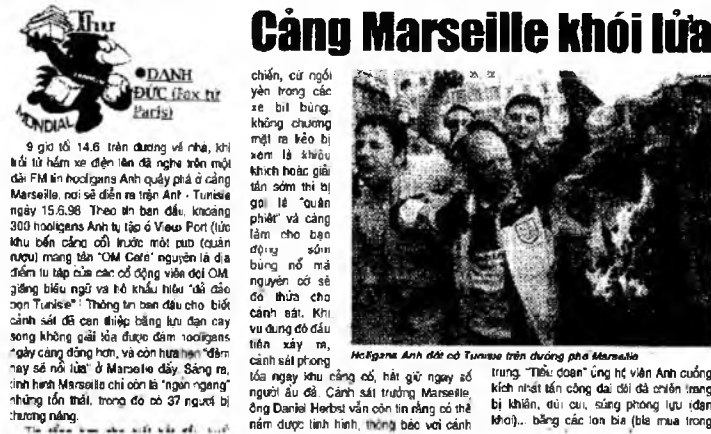 Cảng Marseille khói lửa
Thư
MONDIAL
●DANH
ĐỨC (Fax từ
Paris)
9 giờ tối 14.6 trên đường về nhà, khi
trồi từ hầm xe điện lên đã nghe trên một
đài FM tin hooligans Anh quậy phá ở cảng
Marseille, nơi sẽ diễn ra trận Anh - Tunisie
ngày 15.6.98 Theo tin ban đầu, khoảng
300 hooligans Anh tụ tập ở View Port (tức
khu bến cảng cổ) trước một pub (quán
rượu) mang tên "OM Café" nguyên là địa
điểm tụ tập của các cổ động viên đội OM,
giăng biểu ngữ và hô khẩu hiệu "đả đảo
bọn Tunisie" ! Thông tin ban đầu cho biết
cảnh sát đã can thiệp bằng lựu đạn cay
song không giải tỏa được đám hooligans
ngày càng đông hơn, và còn hứa hẹn "đêm
nay sẽ nổi lửa" ở Marseille đấy. Sáng ra,
tình hình Marseille chỉ còn là "ngổn ngang"
những tổn thất, trong đó có 37 người bị
thương nặng.
chiến, cứ ngồi
yên trong các
xe bít bùng,
không chường
mặt ra kẻo bị
xem là khiêu
khích hoặc giải
tán sớm thì bị
gọi là "quân
phiệt" và càng
làm cho bạo
động sớm
bùng nổ mà
nguyên cớ sẽ
đổ thừa cho
cảnh sát. Khi
vụ đụng độ đầu
tiên xảy ra,
cảnh sát phong
tỏa ngay khu cảng cổ, hất giữ ngay số
người ẩu đả. Cảnh sát trưởng Marseille,
ông Daniel Herbst vẫn còn tin rằng có thể
nắm được tình hình, thông báo với cảnh
Holigans Anh đốt cờ Tunisie trên đường phố Marseille
trung. "Tiểu đoàn" ủng hộ viên Anh cuồng
kích nhất tấn công đại đội dã chiến trang
bị khiên, dùi cui, súng phóng lựu (đạn
khói)... bằng các lon bia (bia mua trong